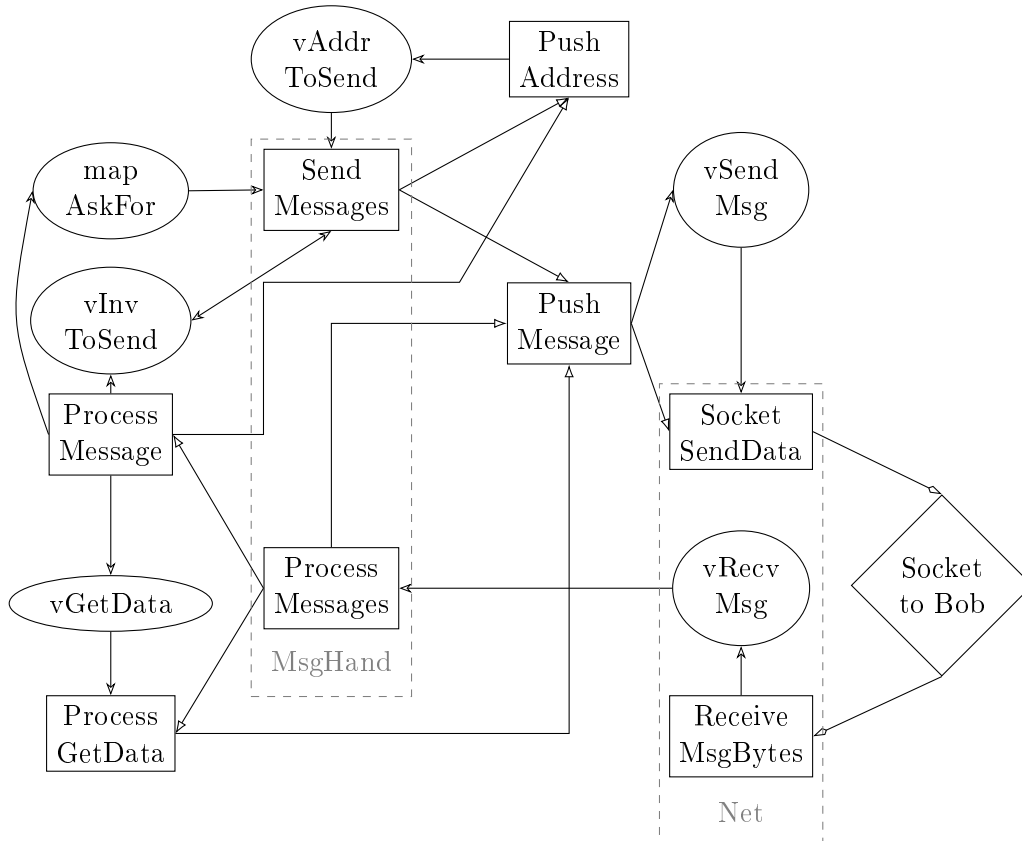 vAddr
ToSend
Push
Address
map
AskFor
Send
Messages
vSend
Msg
vInv
ToSend
Push
Message
Process
Message
Socket
SendData
vGetData
Process
Messages
vRecv
Msg
Socket
to Bob
MsgHand
Process
GetData
Receive
MsgBytes
Net